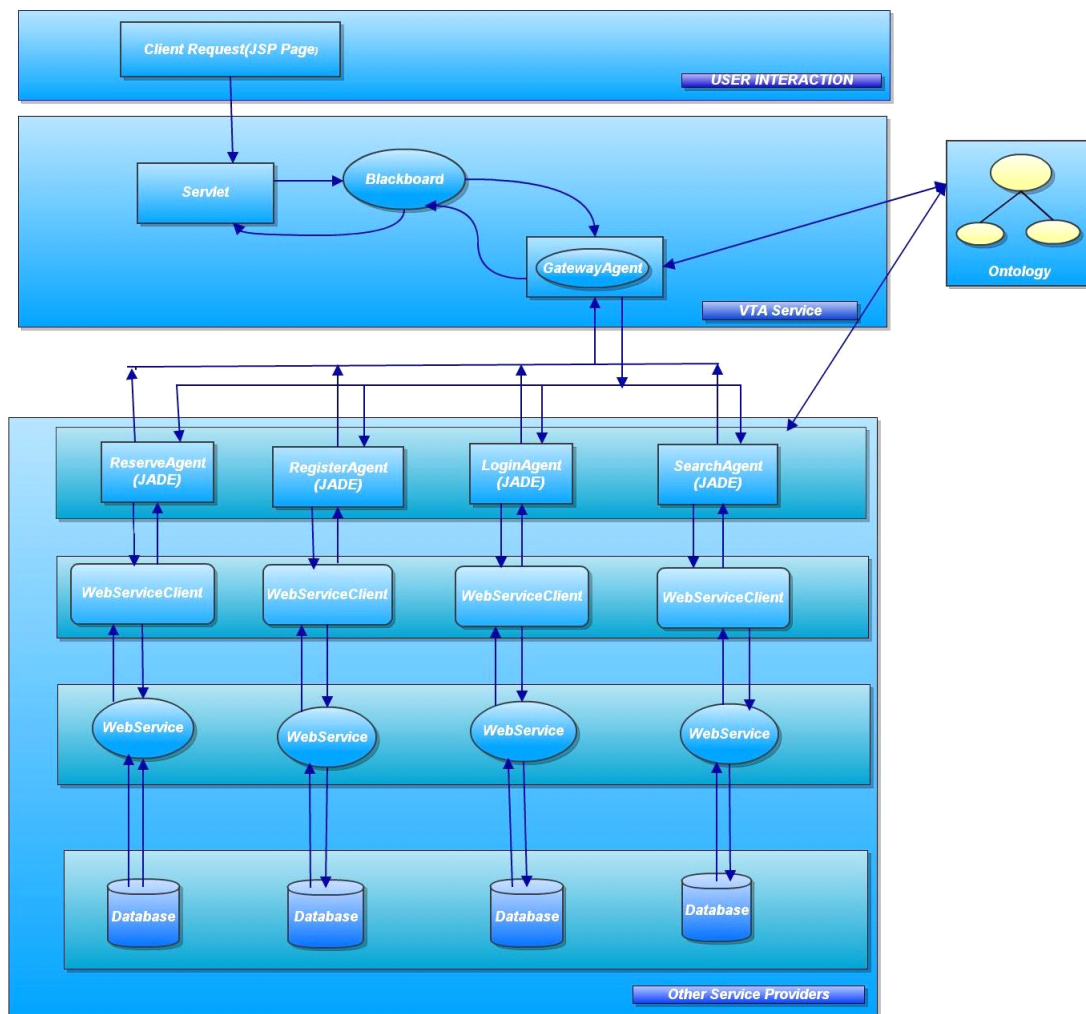 Client Request(JSP Page)
USER INTERACTION
Servlet
Blackboard
GatewayAgent
VTA Service
Ontology
ReserveAgent
(JADE)
RegisterAgent
(JADE)
LoginAgent
(JADE)
SearchAgent
(JADE)
WebServiceClient
WebServiceClient
WebServiceClient
WebServiceClient
WebService
WebService
WebService
WebService
Database
Database
Database
Database
Other Service Providers